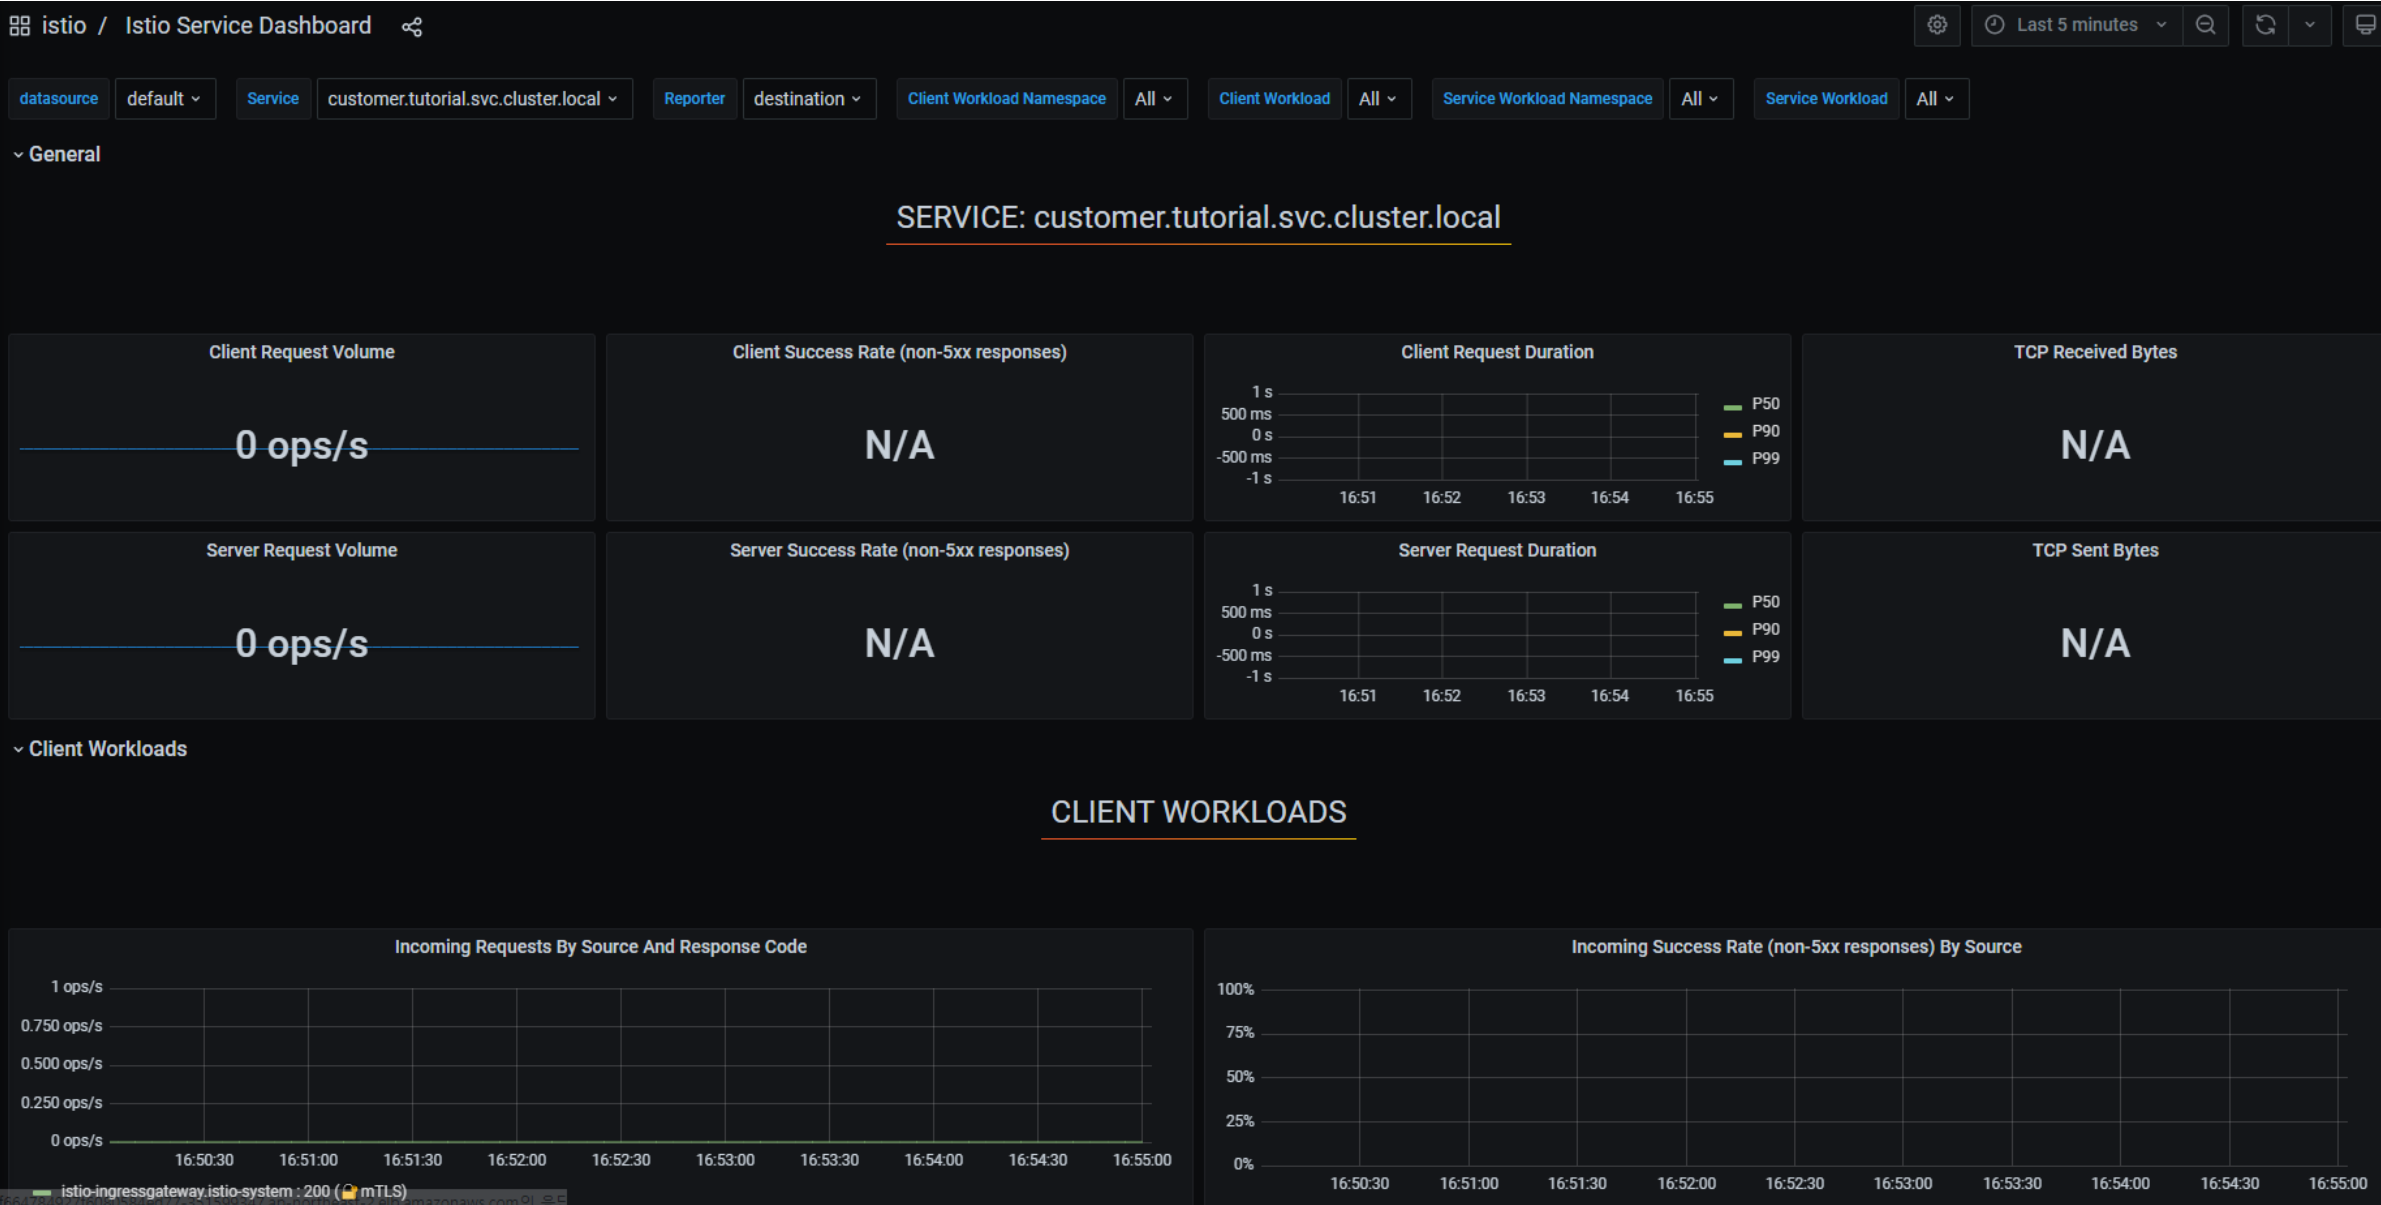 istio / Istio Service Dashboard
Last 5 minutes
datasource default Service customer.tutorial.svc.cluster.local Reporter destination Client Workload Namespace All Client Workload All Service Workload Namespace All Service Workload All
General
SERVICE: customer.tutorial.svc.cluster.local
Client Request Volume
0 ops/s
Client Success Rate (non-5xx responses)
N/A
Client Request Duration
1 s
500 ms
0 s
-500 ms
-1 s
16:51 16:52 16:53 16:54 16:55
P50
P90
P99
TCP Received Bytes
N/A
Server Request Volume
0 ops/s
Server Success Rate (non-5xx responses)
N/A
Server Request Duration
1 s
500 ms
0 s
-500 ms
-1 s
16:51 16:52 16:53 16:54 16:55
P50
P90
P99
TCP Sent Bytes
N/A
Client Workloads
CLIENT WORKLOADS
Incoming Requests By Source And Response Code
1 ops/s
0.750 ops/s
0.500 ops/s
0.250 ops/s
0 ops/s
16:50:30 16:51:00 16:51:30 16:52:00 16:52:30 16:53:00 16:53:30 16:54:00 16:54:30 16:55:00
istio-ingressgateway.istio-system : 200 (🔐mTLS)
Incoming Success Rate (non-5xx responses) By Source
100%
75%
50%
25%
0%
16:50:30 16:51:00 16:51:30 16:52:00 16:52:30 16:53:00 16:53:30 16:54:00 16:54:30 16:55:00